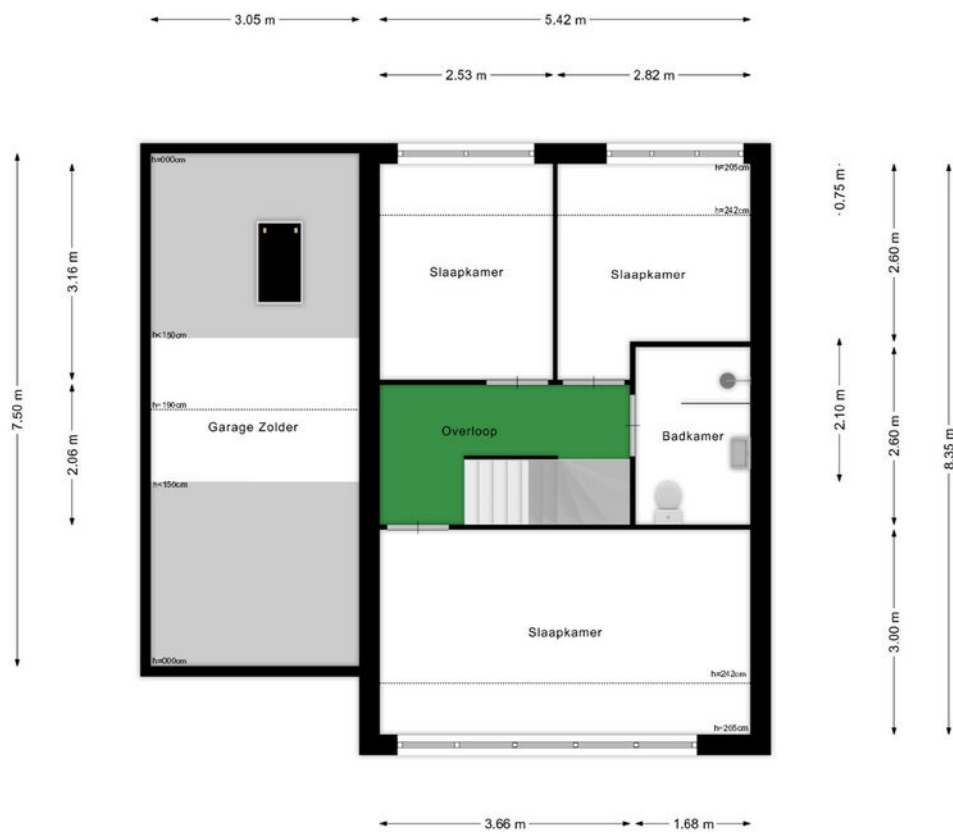 3.05 m
5.42 m
2.53 m
2.82 m
h=000cm
h=205cm
0.75 m
h=242cm
3.16 m
2.60 m
Slaapkamer
Slaapkamer
h<150cm
7.50 m
h=190cm
Garage Zolder
Overloop
Badkamer
2.10 m
2.06 m
2.60 m
8.35 m
h<150cm
Slaapkamer
3.00 m
h=000cm
h=242cm
h=205cm
3.66 m
1.68 m